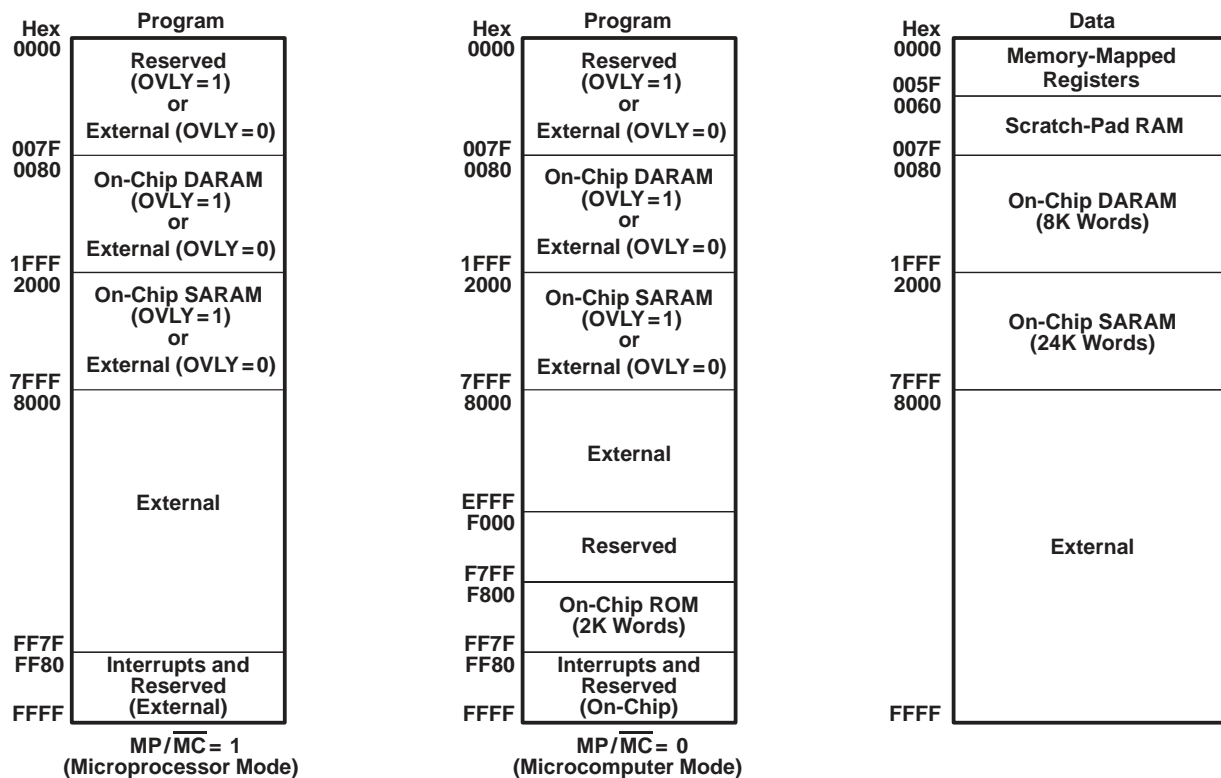 Hex
Program
0000
Reserved
(OVLY = 1)
or
External (OVLY = 0)
007F
0080
On-Chip DARAM
(OVLY = 1)
or
External (OVLY = 0)
1FFF
2000
On-Chip SARAM
(OVLY = 1)
or
External (OVLY = 0)
7FFF
8000
External
FF7F
FF80
Interrupts and
Reserved
(External)
FFFF
MP/M̅C̅ = 1
(Microprocessor Mode)
Hex
Program
0000
Reserved
(OVLY = 1)
or
External (OVLY = 0)
007F
0080
On-Chip DARAM
(OVLY = 1)
or
External (OVLY = 0)
1FFF
2000
On-Chip SARAM
(OVLY = 1)
or
External (OVLY = 0)
7FFF
8000
External
EFFF
F000
Reserved
F7FF
F800
On-Chip ROM
(2K Words)
FF7F
FF80
Interrupts and
Reserved
(On-Chip)
FFFF
MP/M̅C̅ = 0
(Microcomputer Mode)
Hex
Data
0000
Memory-Mapped
Registers
005F
0060
Scratch-Pad RAM
007F
0080
On-Chip DARAM
(8K Words)
1FFF
2000
On-Chip SARAM
(24K Words)
7FFF
8000
External
FFFF